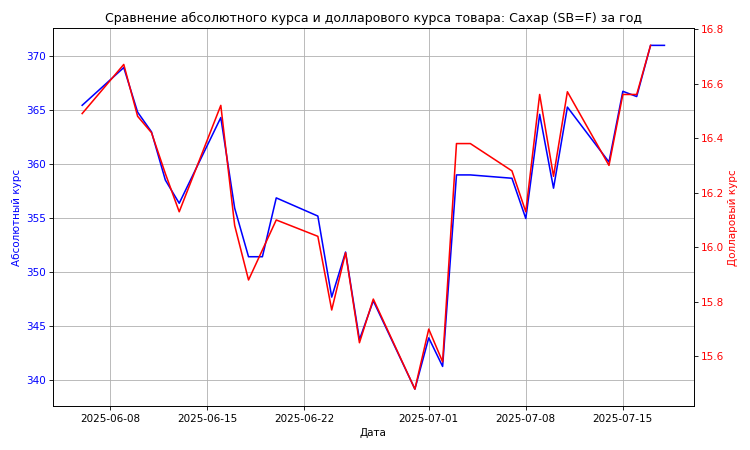 Сравнение абсолютного курса и долларового курса товара: Сахар (SB=F) за год
370
365
360
355
350
345
340
Абсолютный курс
16.8
16.6
16.4
16.2
16.0
15.8
15.6
Долларовый курс
2025-06-08 2025-06-15 2025-06-22 2025-07-01 2025-07-08 2025-07-15
Дата